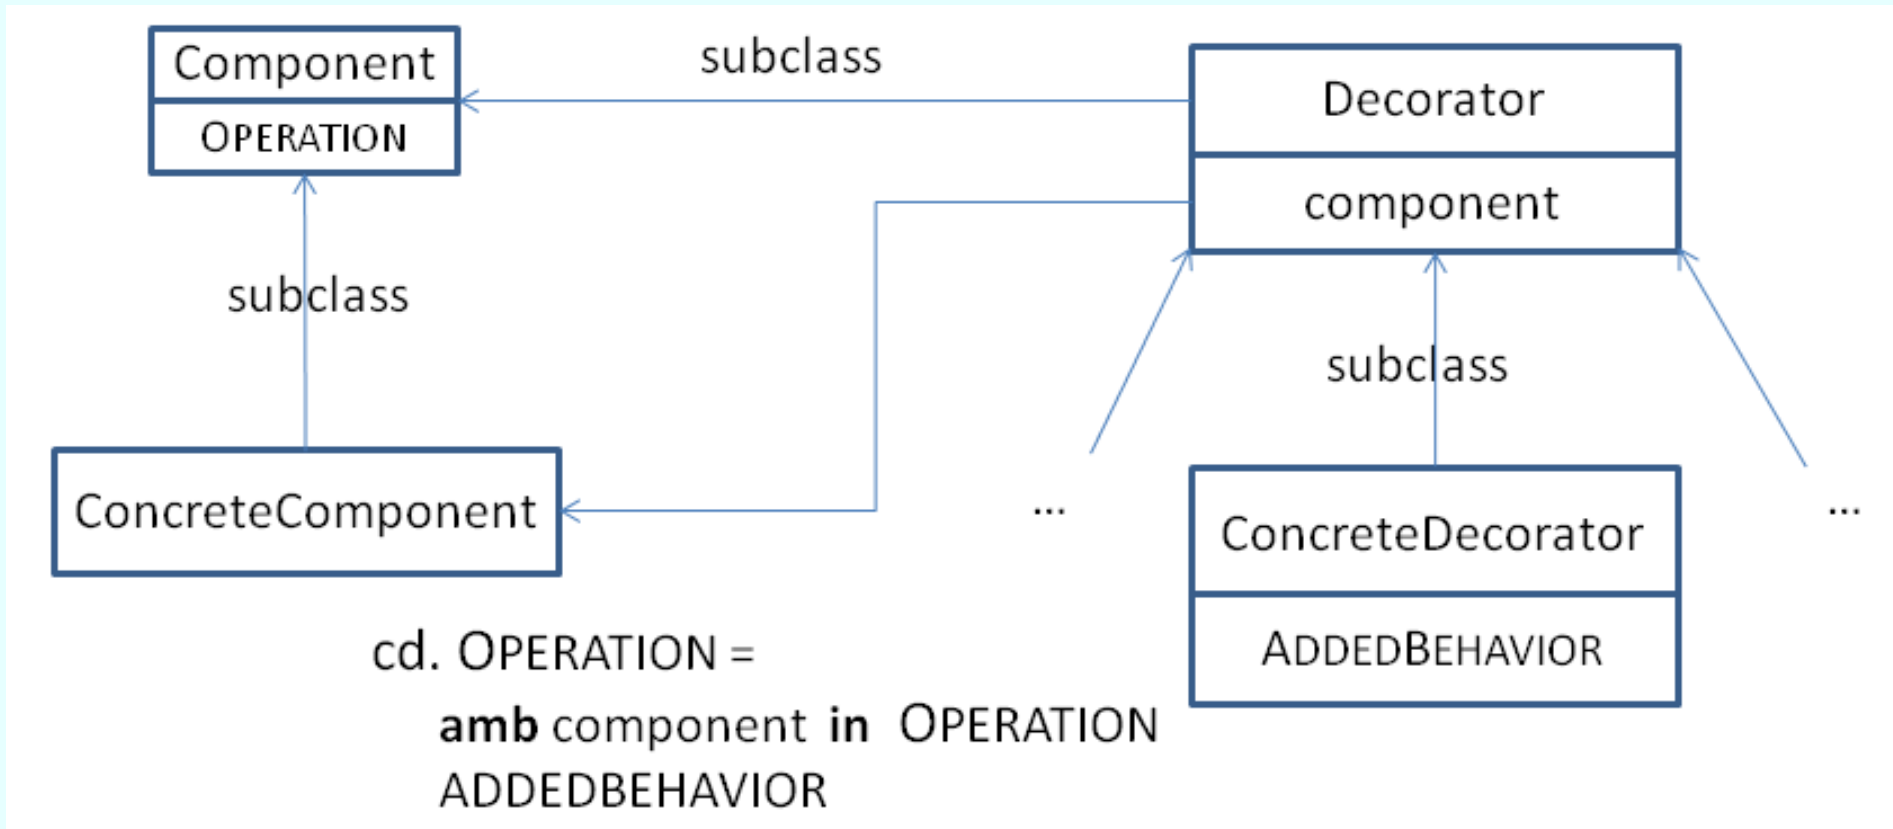 Component
OPERATION
subclass
Decorator
component
subclass
subclass
ConcreteComponent
...
ConcreteDecorator
...
ADDEDBEHAVIOR
cd. OPERATION =
amb component in OPERATION
ADDEDBEHAVIOR